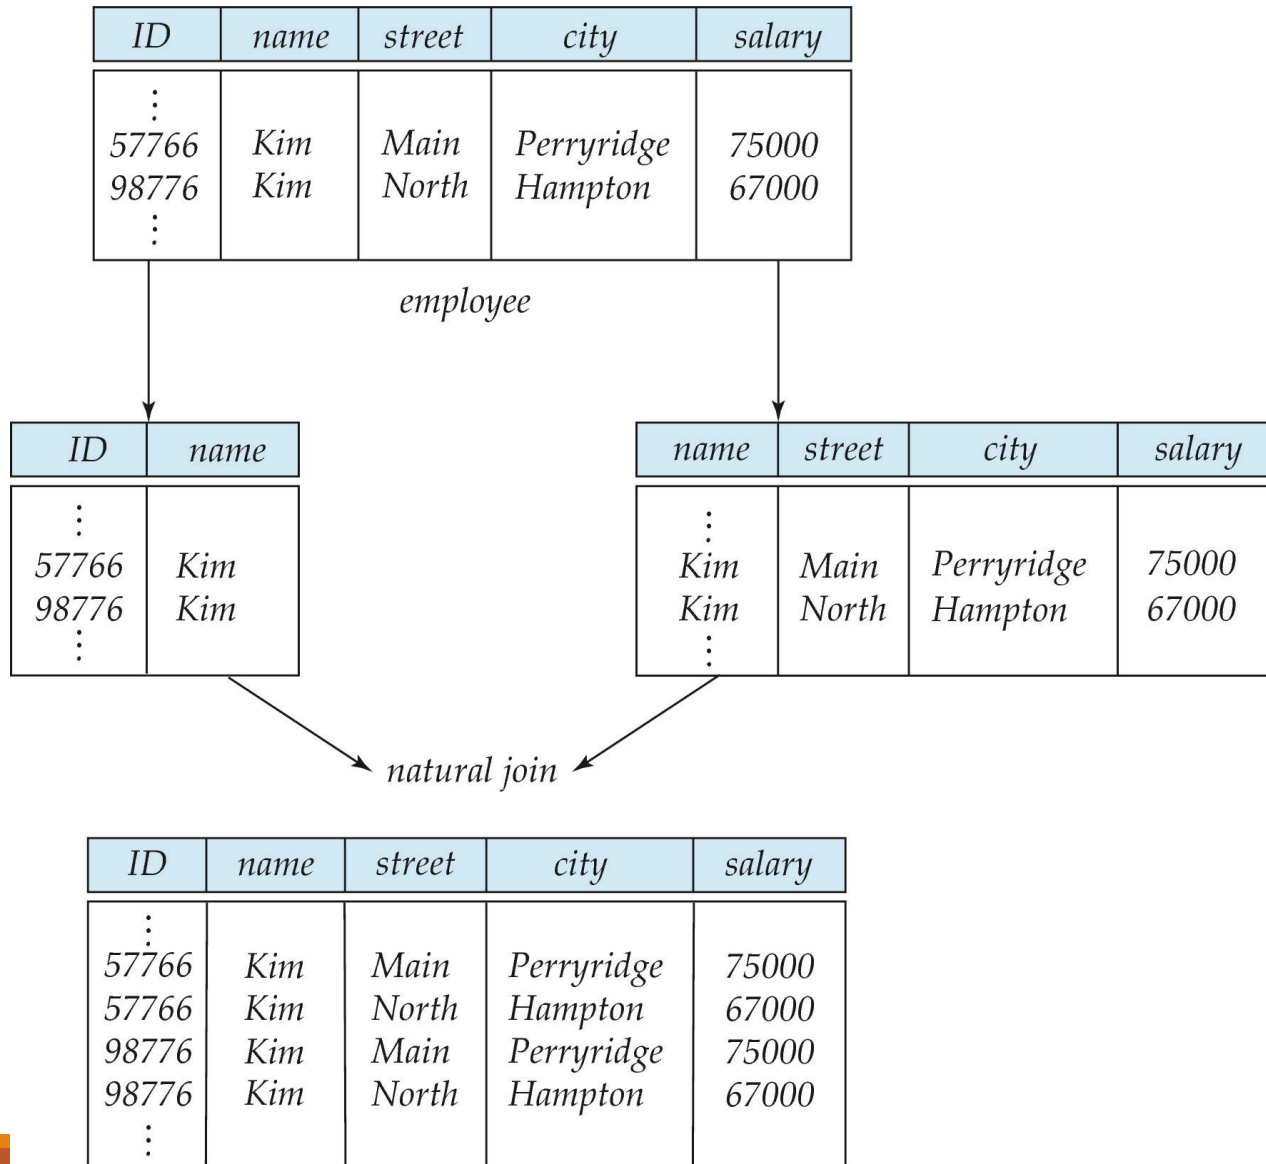 ID name street city salary
⋮
57766 Kim Main Perryridge 75000
98776 Kim North Hampton 67000
⋮
employee
ID name
⋮
57766 Kim
98776 Kim
⋮
name street city salary
⋮
Kim Main Perryridge 75000
Kim North Hampton 67000
⋮
natural join
ID name street city salary
⋮
57766 Kim Main Perryridge 75000
57766 Kim North Hampton 67000
98776 Kim Main Perryridge 75000
98776 Kim North Hampton 67000
⋮